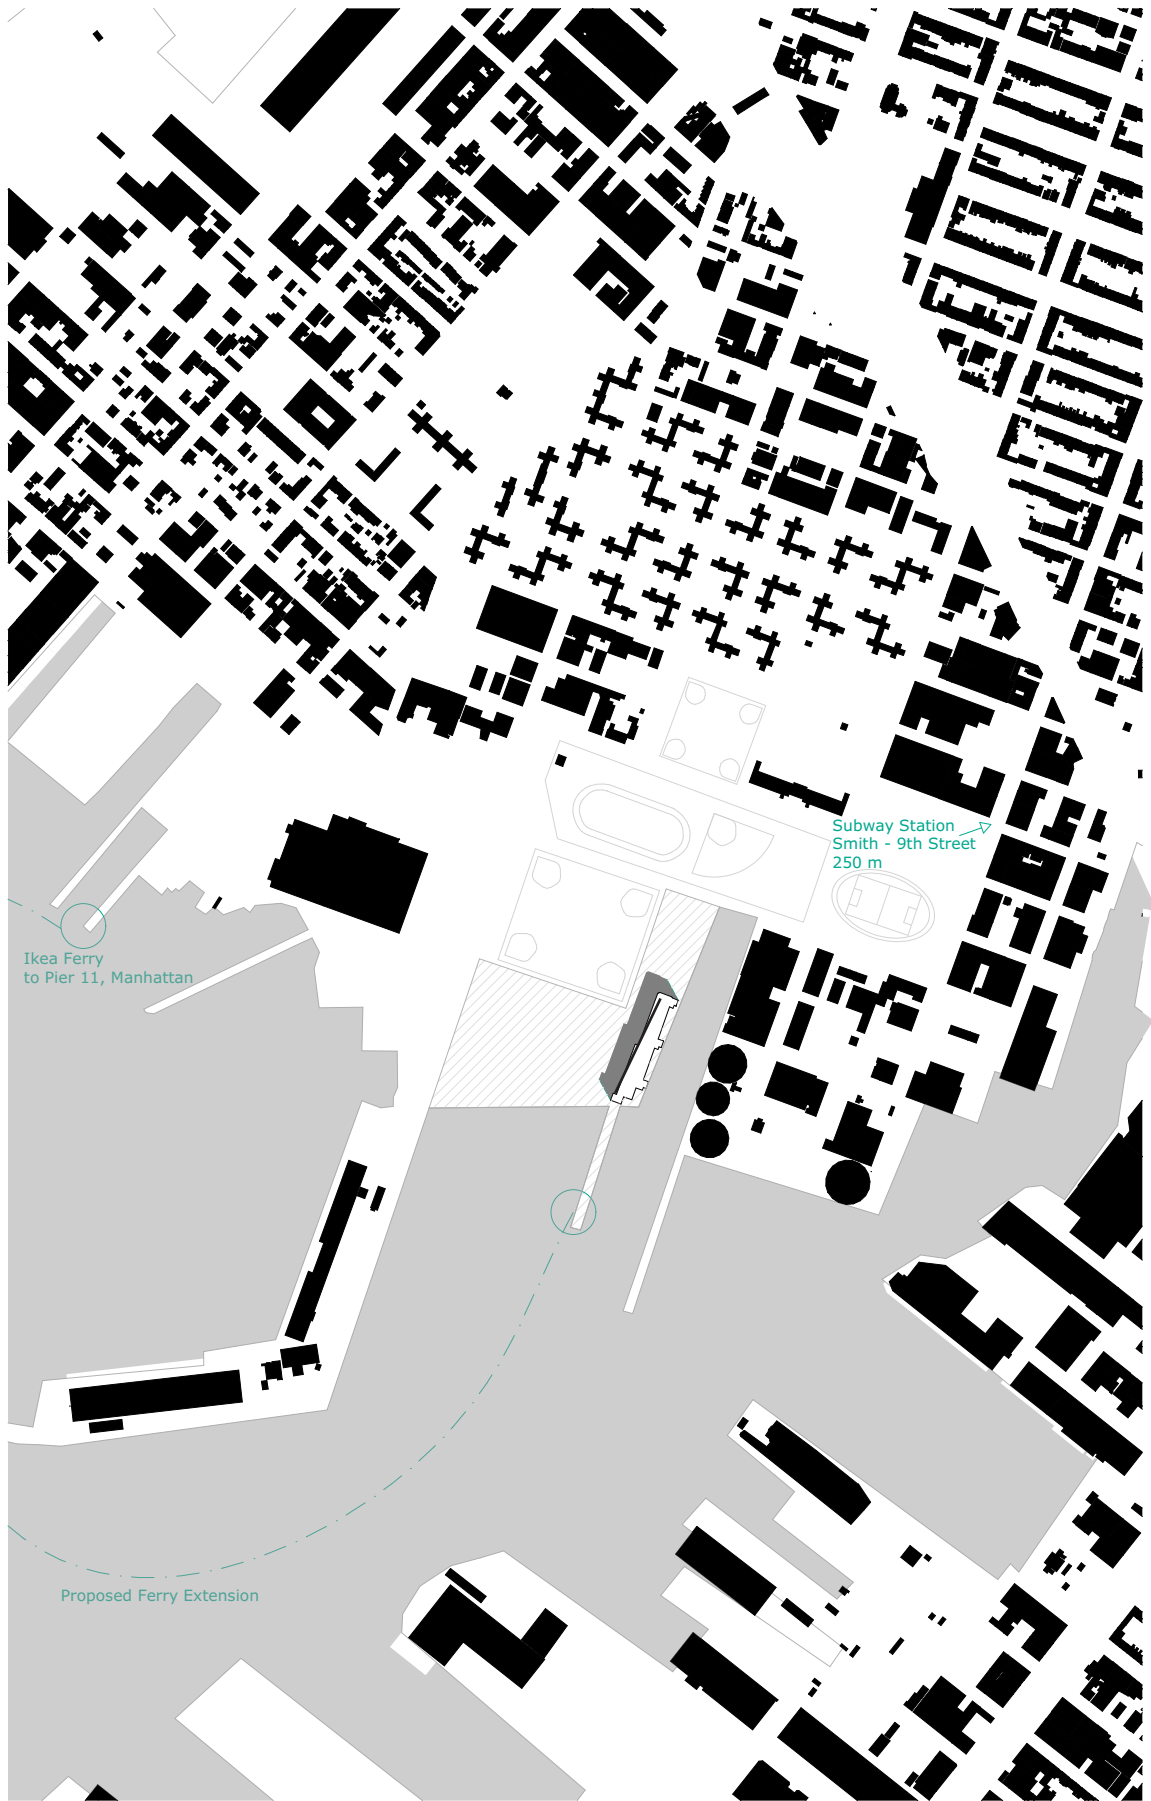 Subway Station
Smith - 9th Street
250 m
Ikea Ferry
to Pier 11, Manhattan
Proposed Ferry Extension